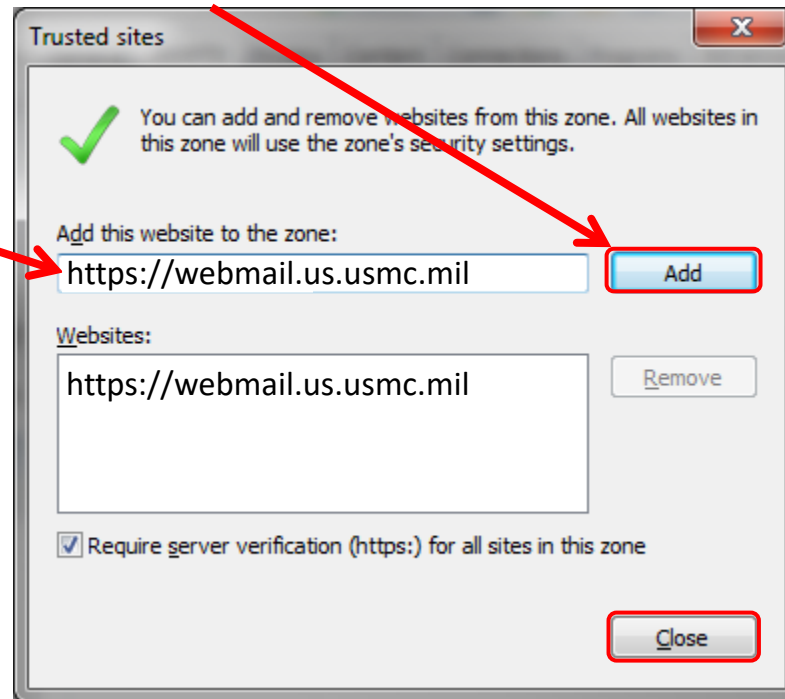 Trusted sites
You can add and remove websites from this zone. All websites in
this zone will use the zone's security settings.
Add this website to the zone:
https://webmail.us.usmc.mil
Add
Websites:
https://webmail.us.usmc.mil
Remove
Require server verification (https:) for all sites in this zone
Close